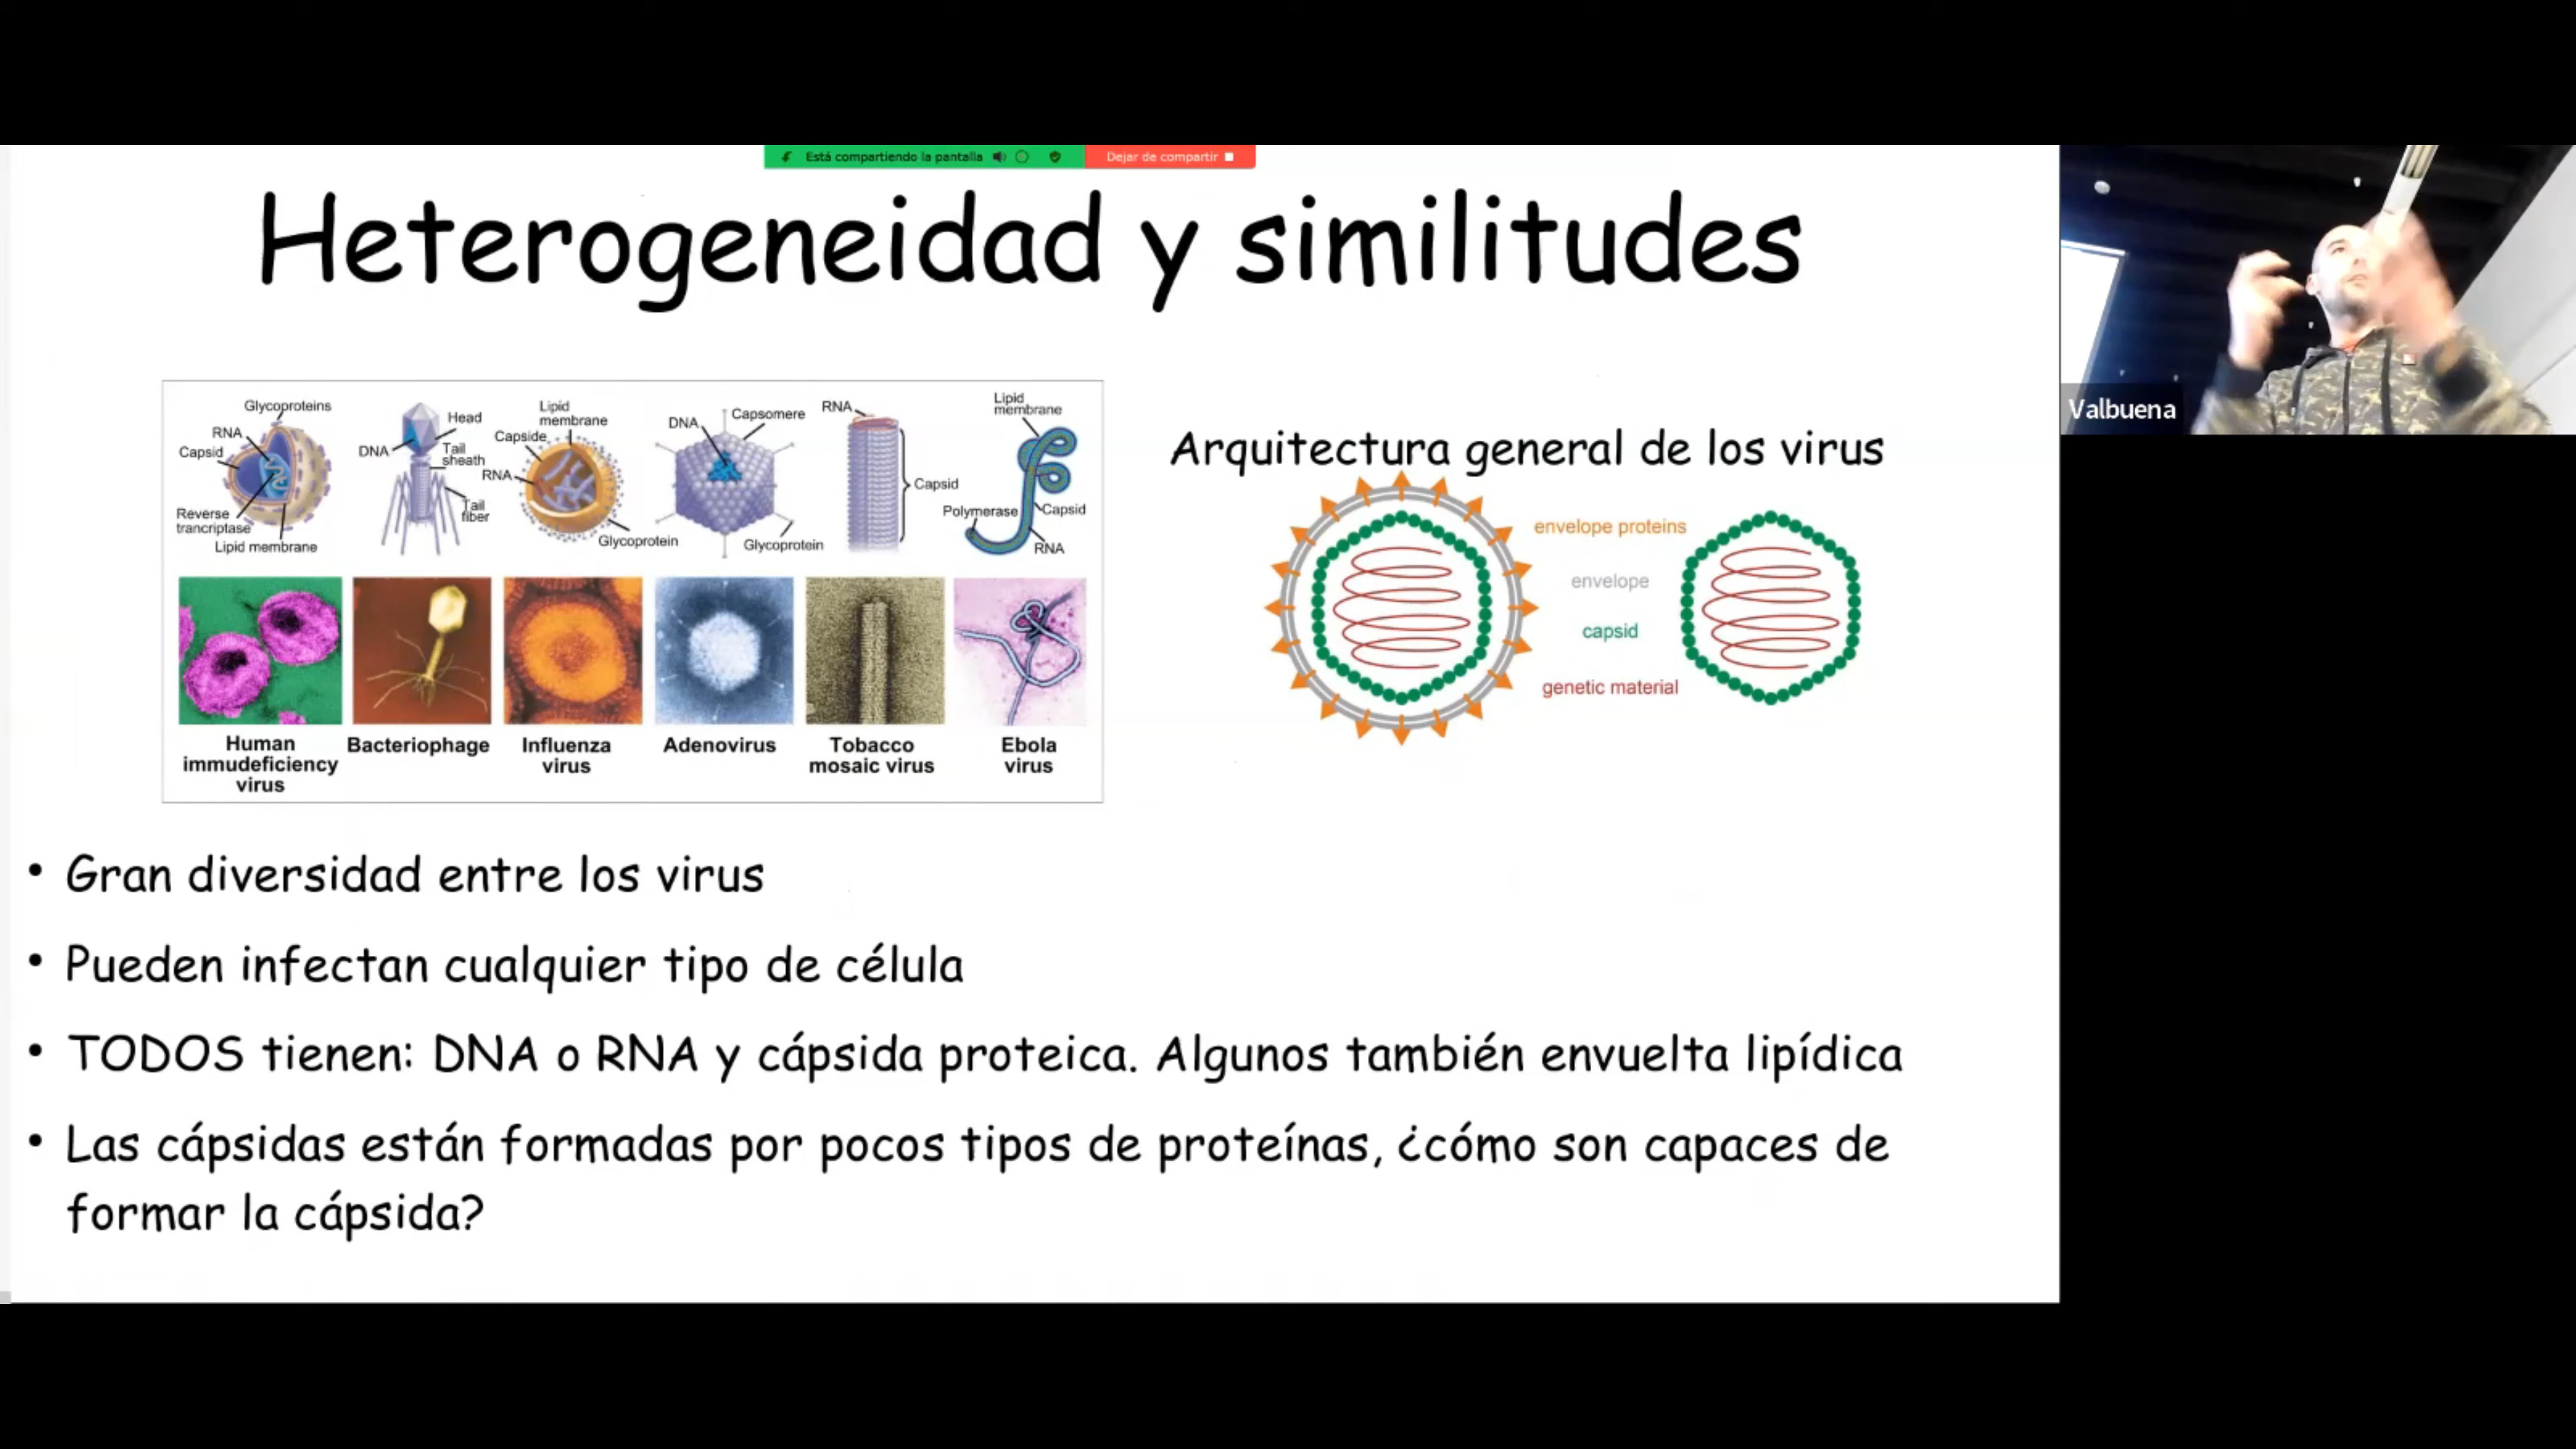 Está compartiendo la pantalla
Dejar de compartir
Heterogeneidad y similitudes
Valbuena
Glycoproteins
RNA
Capsid
Reverse
trancriptase
Lipid membrane
DNA
Head
Tail
sheath
Tail
fiber
Lipid
membrane
Capside
RNA
Glycoprotein
DNA
Capsomere
Glycoprotein
RNA
Capsid
Lipid
membrane
Polymerase
Capsid
RNA
Human
immudeficiency
virus
Bacteriophage
Influenza
virus
Adenovirus
Tobacco
mosaic virus
Ebola
virus
Arquitectura general de los virus
envelope proteins
envelope
capsid
genetic material
• Gran diversidad entre los virus
• Pueden infectan cualquier tipo de célula
• TODOS tienen: DNA o RNA y cápsida proteica. Algunos también envuelta lipídica
• Las cápsidas están formadas por pocos tipos de proteínas, ¿cómo son capaces de
formar la cápsida?